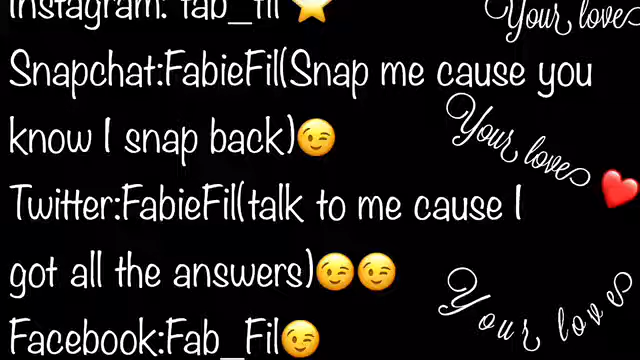 Instagram: fab_fil⭐
Your love
Snapchat:FabieFil(Snap me cause you
know I snap back)😉
Your love
❤️
Twitter:FabieFil(talk to me cause I
got all the answers)😉😉
Your love
Facebook:Fab_Fil😉